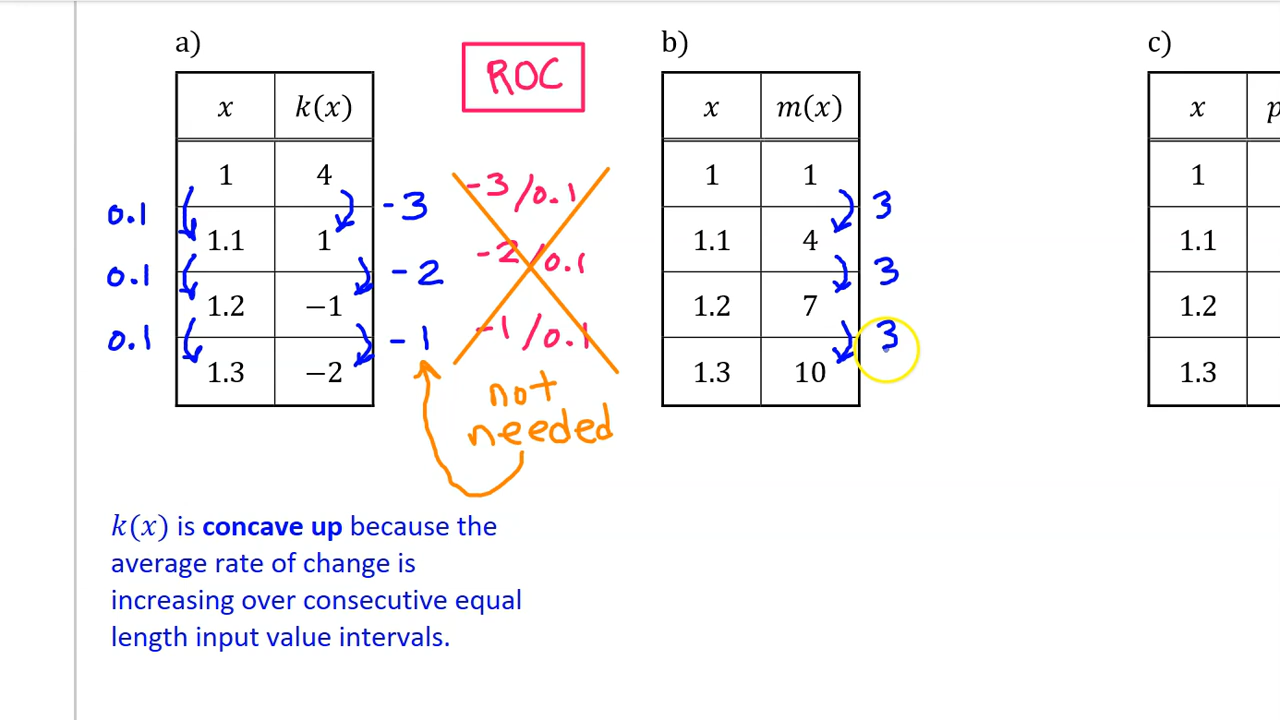 a)
ROC
b)
c)
x k(x)
x m(x)
x p
1 4
1 1
1
0.1 -3 -3/0.1
3
1.1 1
1.1 4
1.1
0.1 -2 -2/0.1
3
1.2 −1
1.2 7
1.2
0.1 -1 -1/0.1
3
1.3 −2
1.3 10
1.3
not
needed
k(x) is concave up because the
average rate of change is
increasing over consecutive equal
length input value intervals.